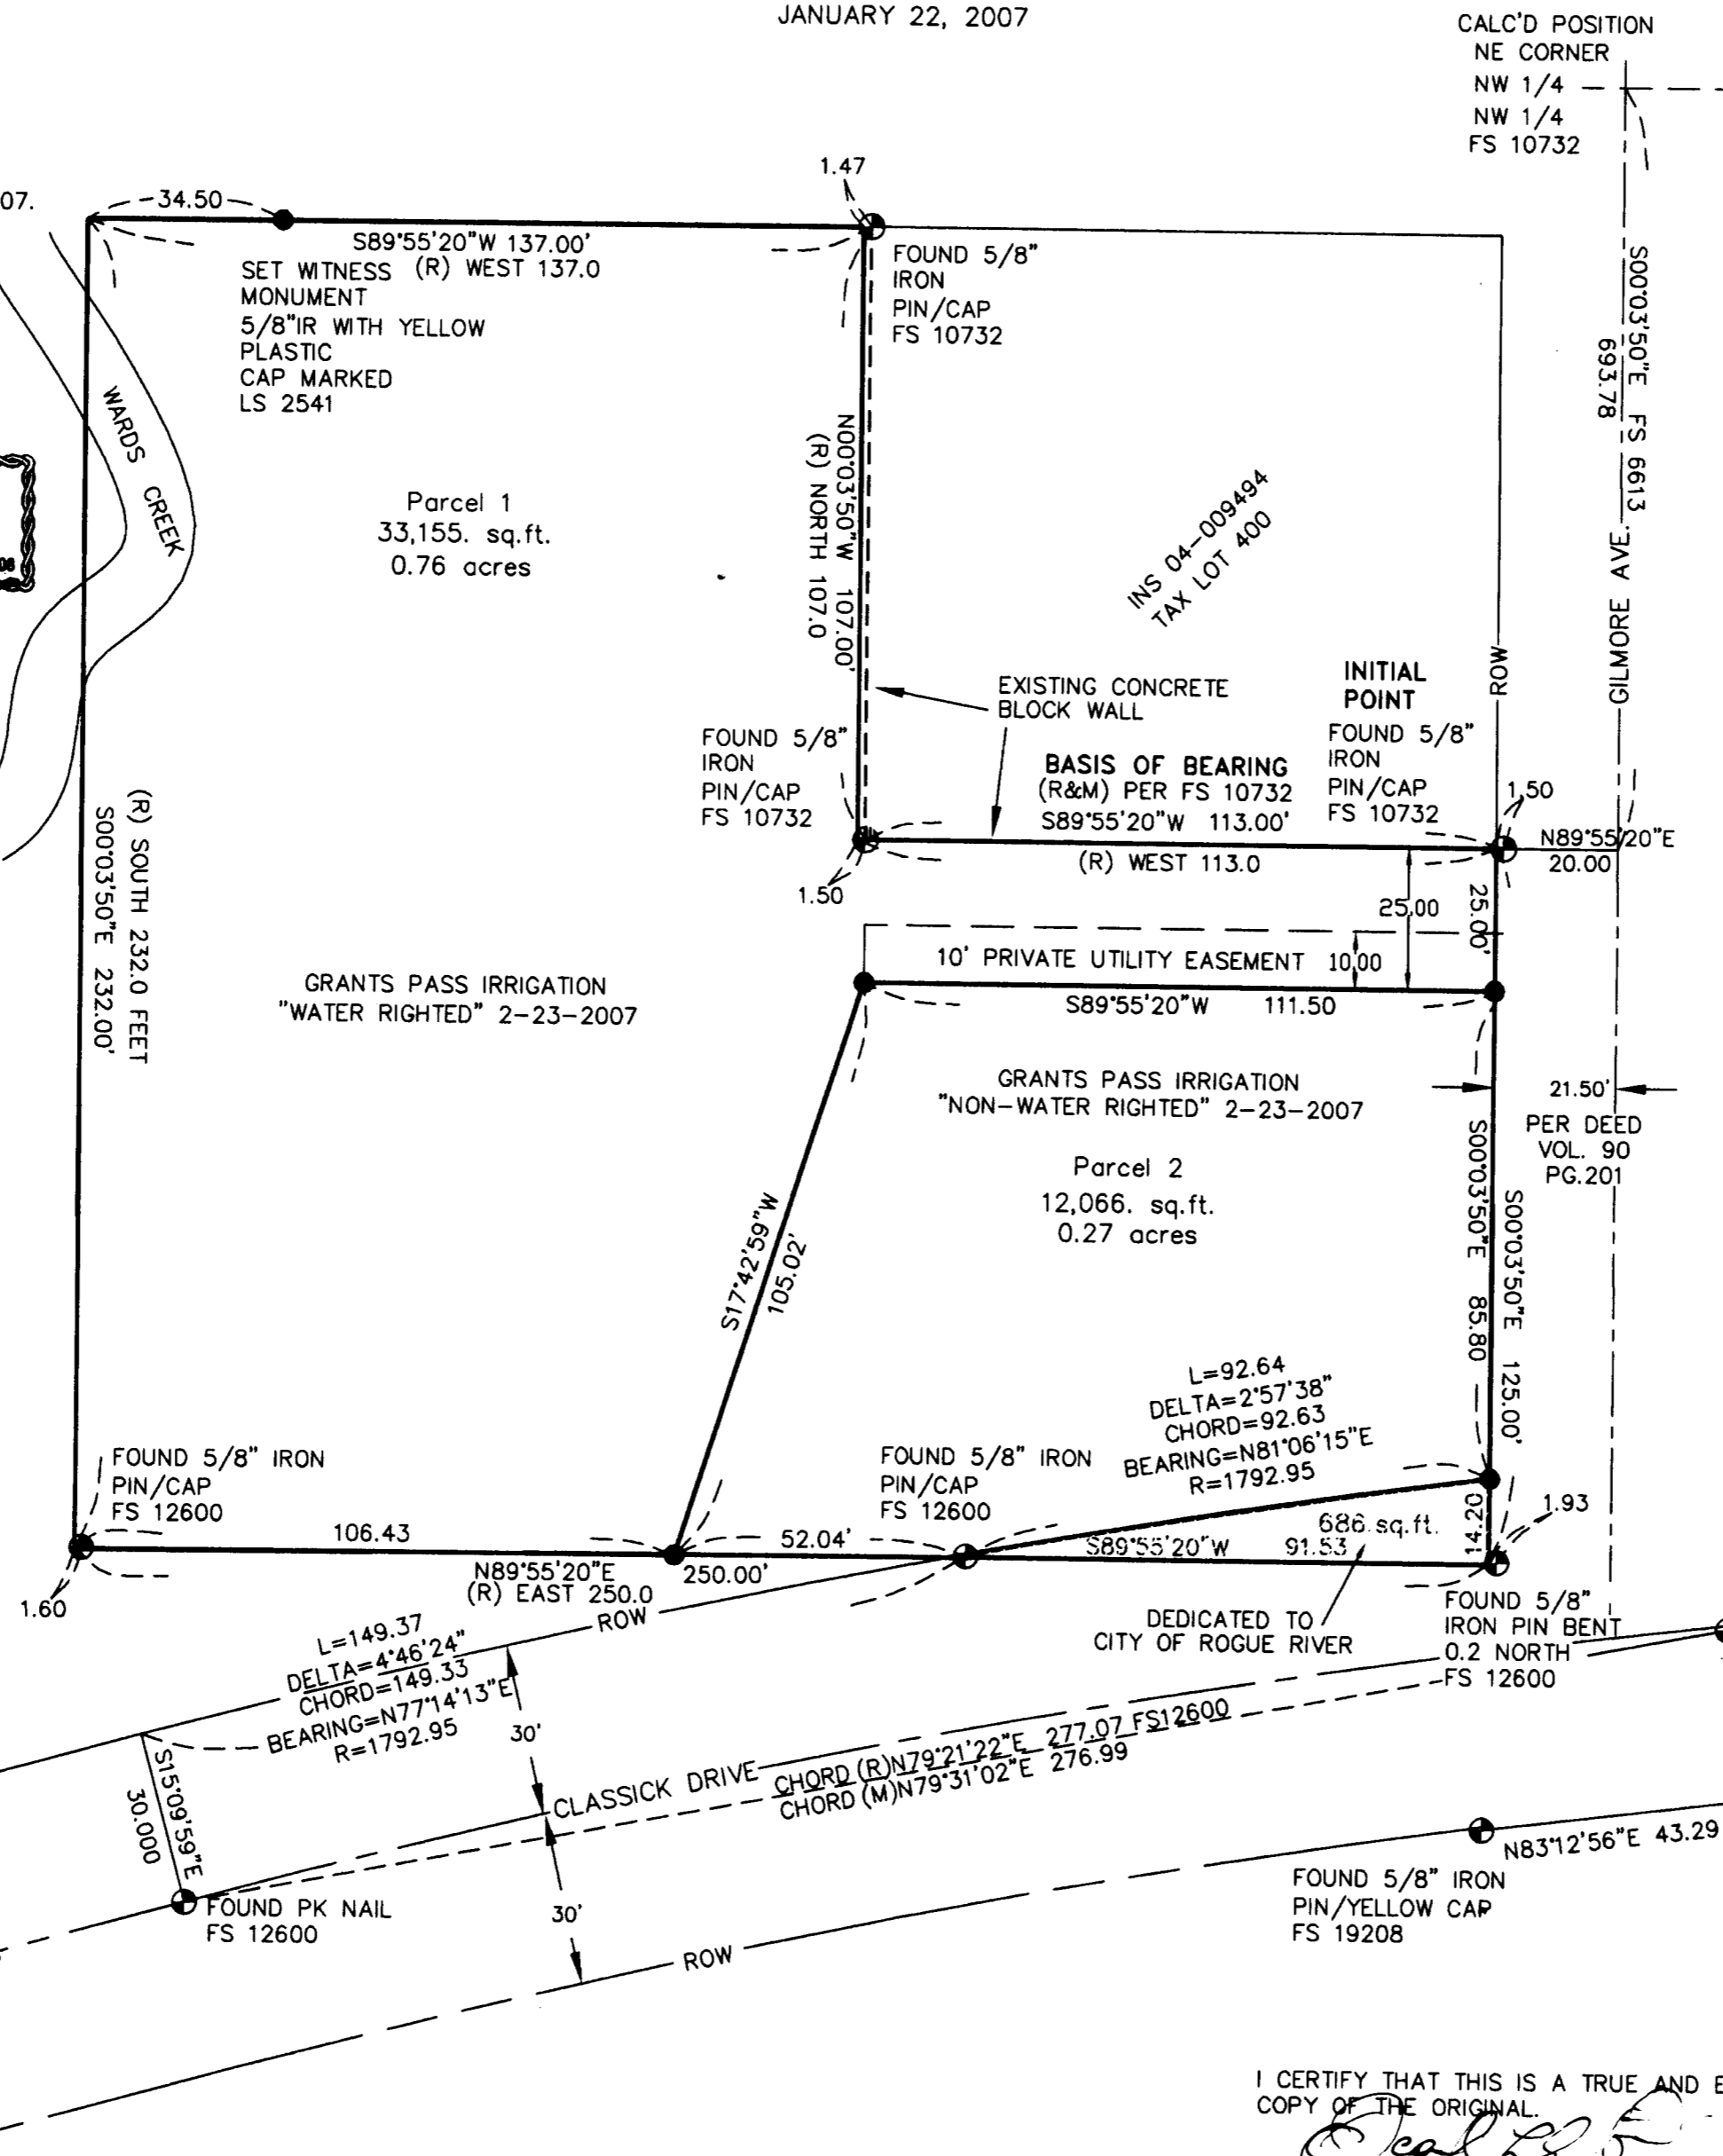 JANUARY 22, 2007
CALC'D POSITION
NE CORNER
NW 1/4
NW 1/4
FS 10732
07.
34.50
1.47
S89°55'20"W 137.00'
(R) WEST 137.0
SET WITNESS
MONUMENT
5/8"IR WITH YELLOW
PLASTIC
CAP MARKED
LS 2541
FOUND 5/8"
IRON
PIN/CAP
FS 10732
S00°03'50"E FS 6613
693.78
GILMORE AVE.
WARDS CREEK
Parcel 1
33,155. sq.ft.
0.76 acres
N00°03'50"W 107.00'
(R) NORTH 107.0
INS 04-009494
TAX LOT 400
ROW
EXISTING CONCRETE
BLOCK WALL
INITIAL
POINT
FOUND 5/8"
IRON
PIN/CAP
FS 10732
FOUND 5/8"
IRON
PIN/CAP
FS 10732
BASIS OF BEARING
(R&M) PER FS 10732
S89°55'20"W 113.00'
(R) WEST 113.0
1.50
1.50
N89°55'20"E
20.00
25.00
25.00'
(R) SOUTH 232.0 FEET
S00°03'50"E 232.00'
10' PRIVATE UTILITY EASEMENT 10.00
S89°55'20"W 111.50
GRANTS PASS IRRIGATION
"WATER RIGHTED" 2-23-2007
GRANTS PASS IRRIGATION
"NON-WATER RIGHTED" 2-23-2007
21.50'
PER DEED
VOL. 90
PG.201
Parcel 2
12,066. sq.ft.
0.27 acres
S17°42'59"W
105.02'
S00°03'50"E 85.80
S00°03'50"E 125.00'
L=92.64
DELTA=2°57'38"
CHORD=92.63
BEARING=N81°06'15"E
R=1792.95
FOUND 5/8" IRON
PIN/CAP
FS 12600
FOUND 5/8" IRON
PIN/CAP
FS 12600
106.43
52.04'
686.sq.ft.
14.20
1.93
S89°55'20"W 91.53
N89°55'20"E 250.00'
(R) EAST 250.0
1.60
ROW
DEDICATED TO
CITY OF ROGUE RIVER
FOUND 5/8"
IRON PIN BENT
0.2 NORTH
FS 12600
L=149.37
DELTA=4°46'24"
CHORD=149.33
BEARING=N77°14'13"E
R=1792.95
30'
S15°09'59"E
30.000
CLASSICK DRIVE
CHORD (R)N79°21'22"E 277.07 FS12600
CHORD (M)N79°31'02"E 276.99
N83°12'56"E 43.29
FOUND 5/8" IRON
PIN/YELLOW CAP
FS 19208
FOUND PK NAIL
FS 12600
30'
ROW
I CERTIFY THAT THIS IS A TRUE AND E
COPY OF THE ORIGINAL.